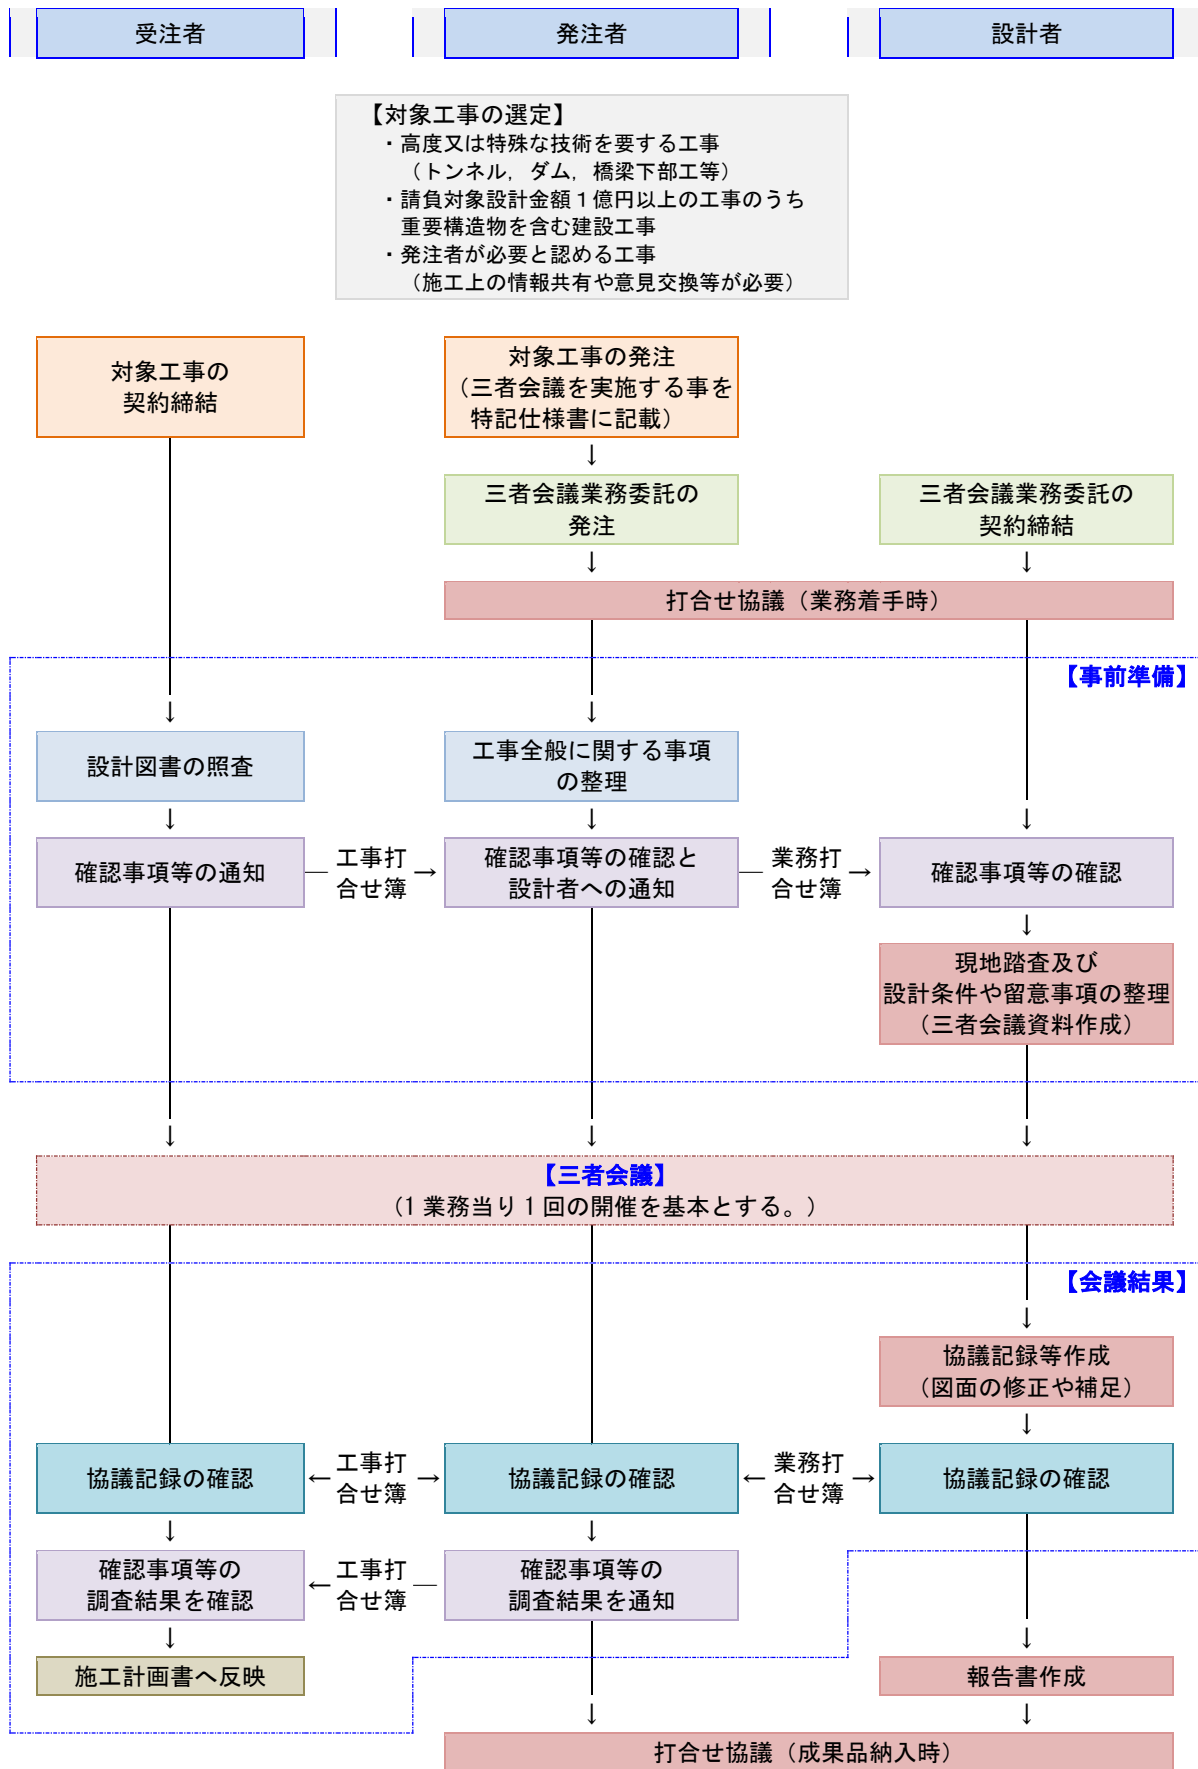 受注者
発注者
設計者
【対象工事の選定】
・高度又は特殊な技術を要する工事
（トンネル，ダム，橋梁下部工等）
・請負対象設計金額１億円以上の工事のうち
重要構造物を含む建設工事
・発注者が必要と認める工事
（施工上の情報共有や意見交換等が必要）
対象工事の
契約締結
対象工事の発注
（三者会議を実施する事を
特記仕様書に記載）
↓
三者会議業務委託の
発注
三者会議業務委託の
契約締結
↓
↓
打合せ協議（業務着手時）
【事前準備】
↓
↓
設計図書の照査
工事全般に関する事項
の整理
↓
↓
↓
確認事項等の通知
― 工事打 →
合せ簿
確認事項等の確認と
設計者への通知
― 業務打 →
合せ簿
確認事項等の確認
↓
現地踏査及び
設計条件や留意事項の整理
（三者会議資料作成）
↓
↓
↓
【三者会議】
（1 業務当り 1 回の開催を基本とする。）
【会議結果】
↓
協議記録等作成
（図面の修正や補足）
↓
協議記録の確認
← 工事打 →
合せ簿
協議記録の確認
← 業務打 →
合せ簿
協議記録の確認
↓
↓
確認事項等の
調査結果を確認
← 工事打 ―
合せ簿
確認事項等の
調査結果を通知
↓
↓
施工計画書へ反映
報告書作成
↓
↓
打合せ協議（成果品納入時）